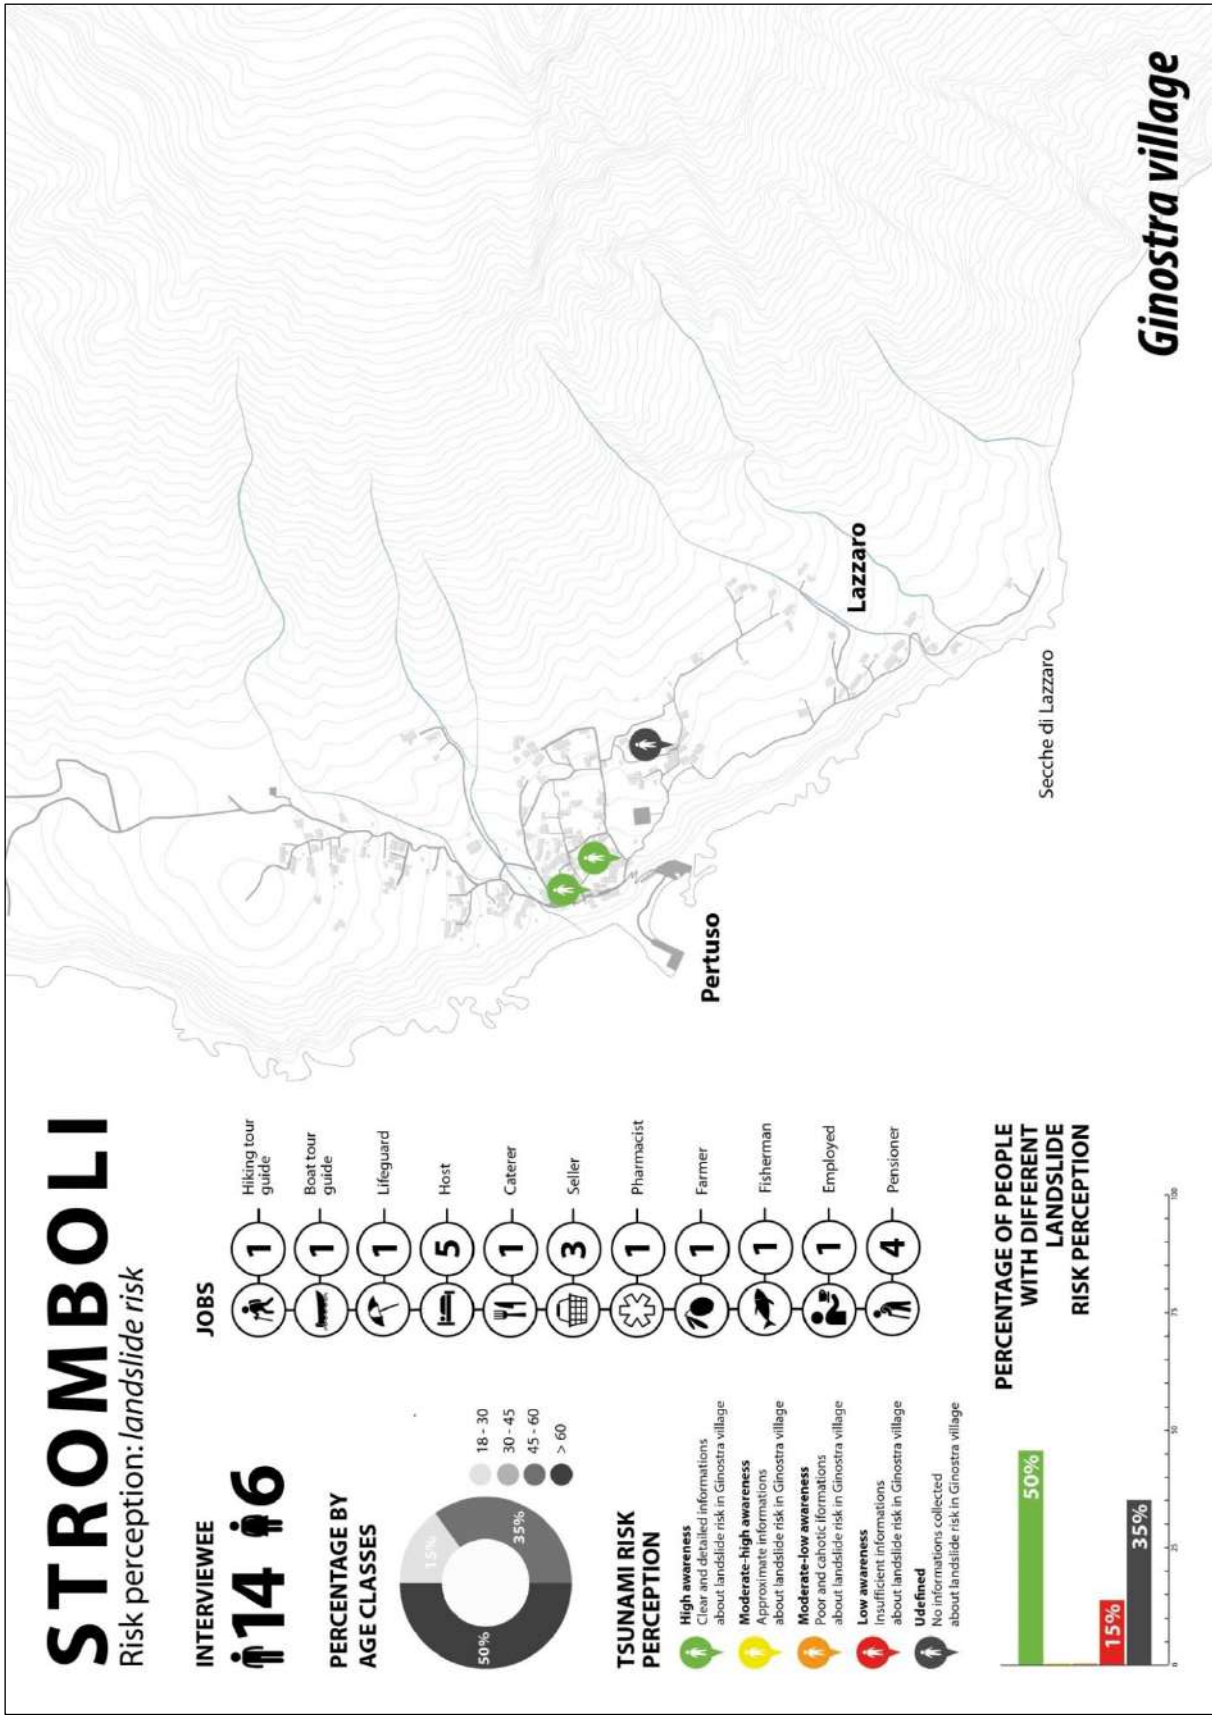 STROMBOLI
Risk perception: landslide risk
INTERVIEWEE
14 6
PERCENTAGE BY
AGE CLASSES
15%
35%
50%
18 - 30
30 - 45
45 - 60
> 60
JOBS
1 Hiking tour
guide
1 Boat tour
guide
1 Lifeguard
5 Host
1 Caterer
3 Seller
1 Pharmacist
1 Farmer
1 Fisherman
1 Employed
4 Pensioner
TSUNAMI RISK
PERCEPTION
High awareness
Clear and detailed informations
about landslide risk in Ginostra village
Moderate-high awareness
Approximate informations
about landslide risk in Ginostra village
Moderate-low awareness
Poor and cahotic iformations
about landslide risk in Ginostra village
Low awareness
Insufficient informations
about landslide risk in Ginostra village
Udefined
No informations collected
about landslide risk in Ginostra village
PERCENTAGE OF PEOPLE
WITH DIFFERENT
LANDSLIDE
RISK PERCEPTION
50%
15%
35%
0 25 50 75 100
Pertuso
Lazzaro
Secche di Lazzaro
Ginostra village